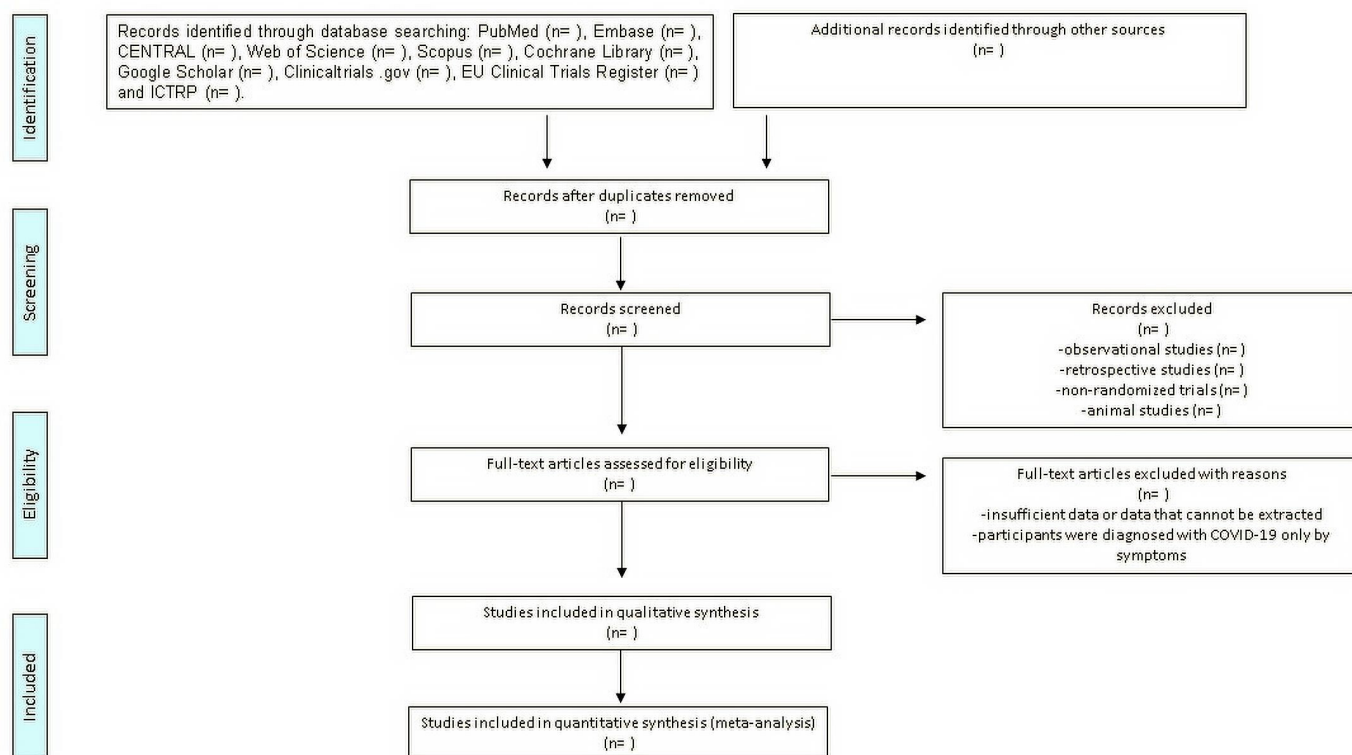 Identification
Records identified through database searching: PubMed (n= ), Embase (n= ),
CENTRAL (n= ), Web of Science (n= ), Scopus (n= ), Cochrane Library (n= ),
Google Scholar (n= ), Clinicaltrials .gov (n= ), EU Clinical Trials Register (n= )
and ICTRP (n= ).
Additional records identified through other sources
(n= )
Records after duplicates removed
(n= )
Screening
Records screened
(n= )
Records excluded
(n= )
-observational studies (n= )
-retrospective studies (n= )
-non-randomized trials (n= )
-animal studies (n= )
Eligibility
Full-text articles assessed for eligibility
(n= )
Full-text articles excluded with reasons
(n= )
-insufficient data or data that cannot be extracted
-participants were diagnosed with COVID-19 only by
symptoms
Included
Studies included in qualitative synthesis
(n= )
Studies included in quantitative synthesis (meta-analysis)
(n= )